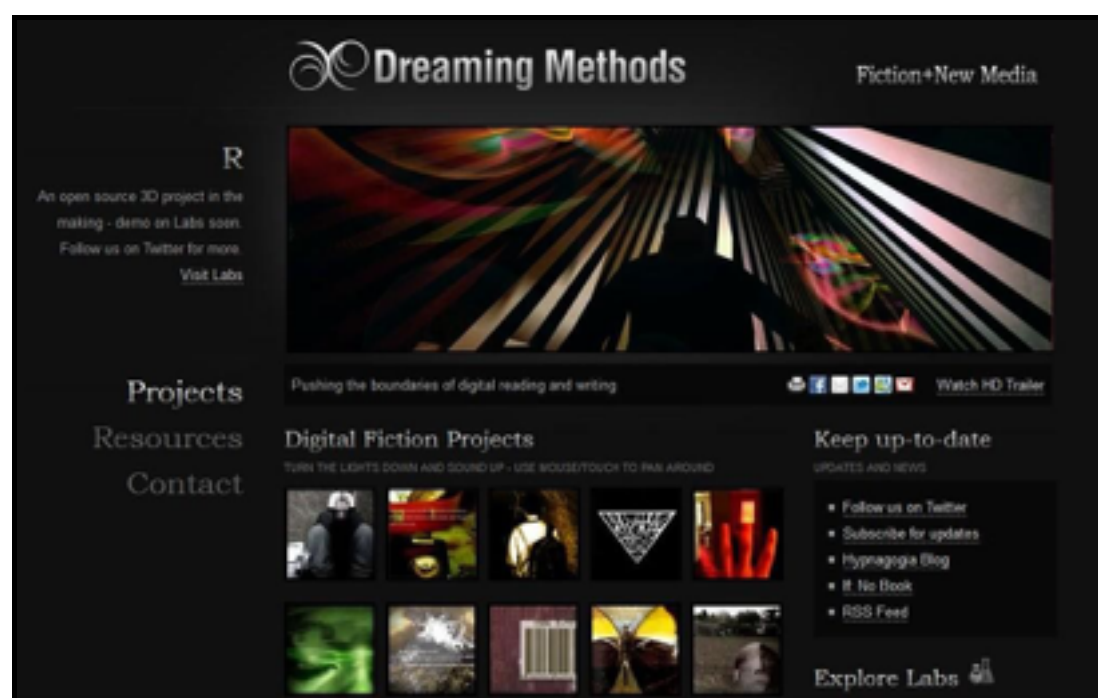 Dreaming Methods
Fiction+New Media
R
An open source 3D project in the
making - demo on Labs soon.
Follow us on Twitter for more.
Visit Labs
Projects
Resources
Contact
Pushing the boundaries of digital reading and writing
Watch HD Trailer
Digital Fiction Projects
TURN THE LIGHTS DOWN AND SOUND UP - USE MOUSE/TOUCH TO PAN AROUND
Keep up-to-date
UPDATES AND NEWS
Follow us on Twitter
Subscribe for updates
Hypnagogia Blog
If: No Book
RSS Feed
Explore Labs